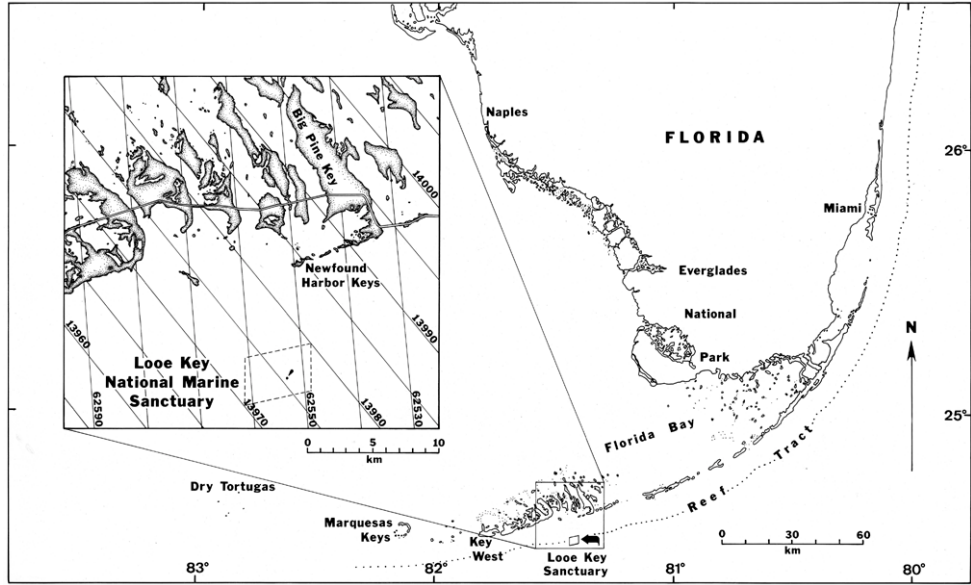 Naples
FLORIDA
26°
Miami
Big Pine Key
14000
Newfound
Harbor Keys
Everglades
National
Park
13990
13960
Looe Key
National Marine
Sanctuary
62590
13970
62550
13980
62530
0 5 10
km
N
25°
Florida Bay
Reef Tract
Dry Tortugas
Marquesas
Keys
Key
West
Looe Key
Sanctuary
0 30 60
km
83°
82°
81°
80°